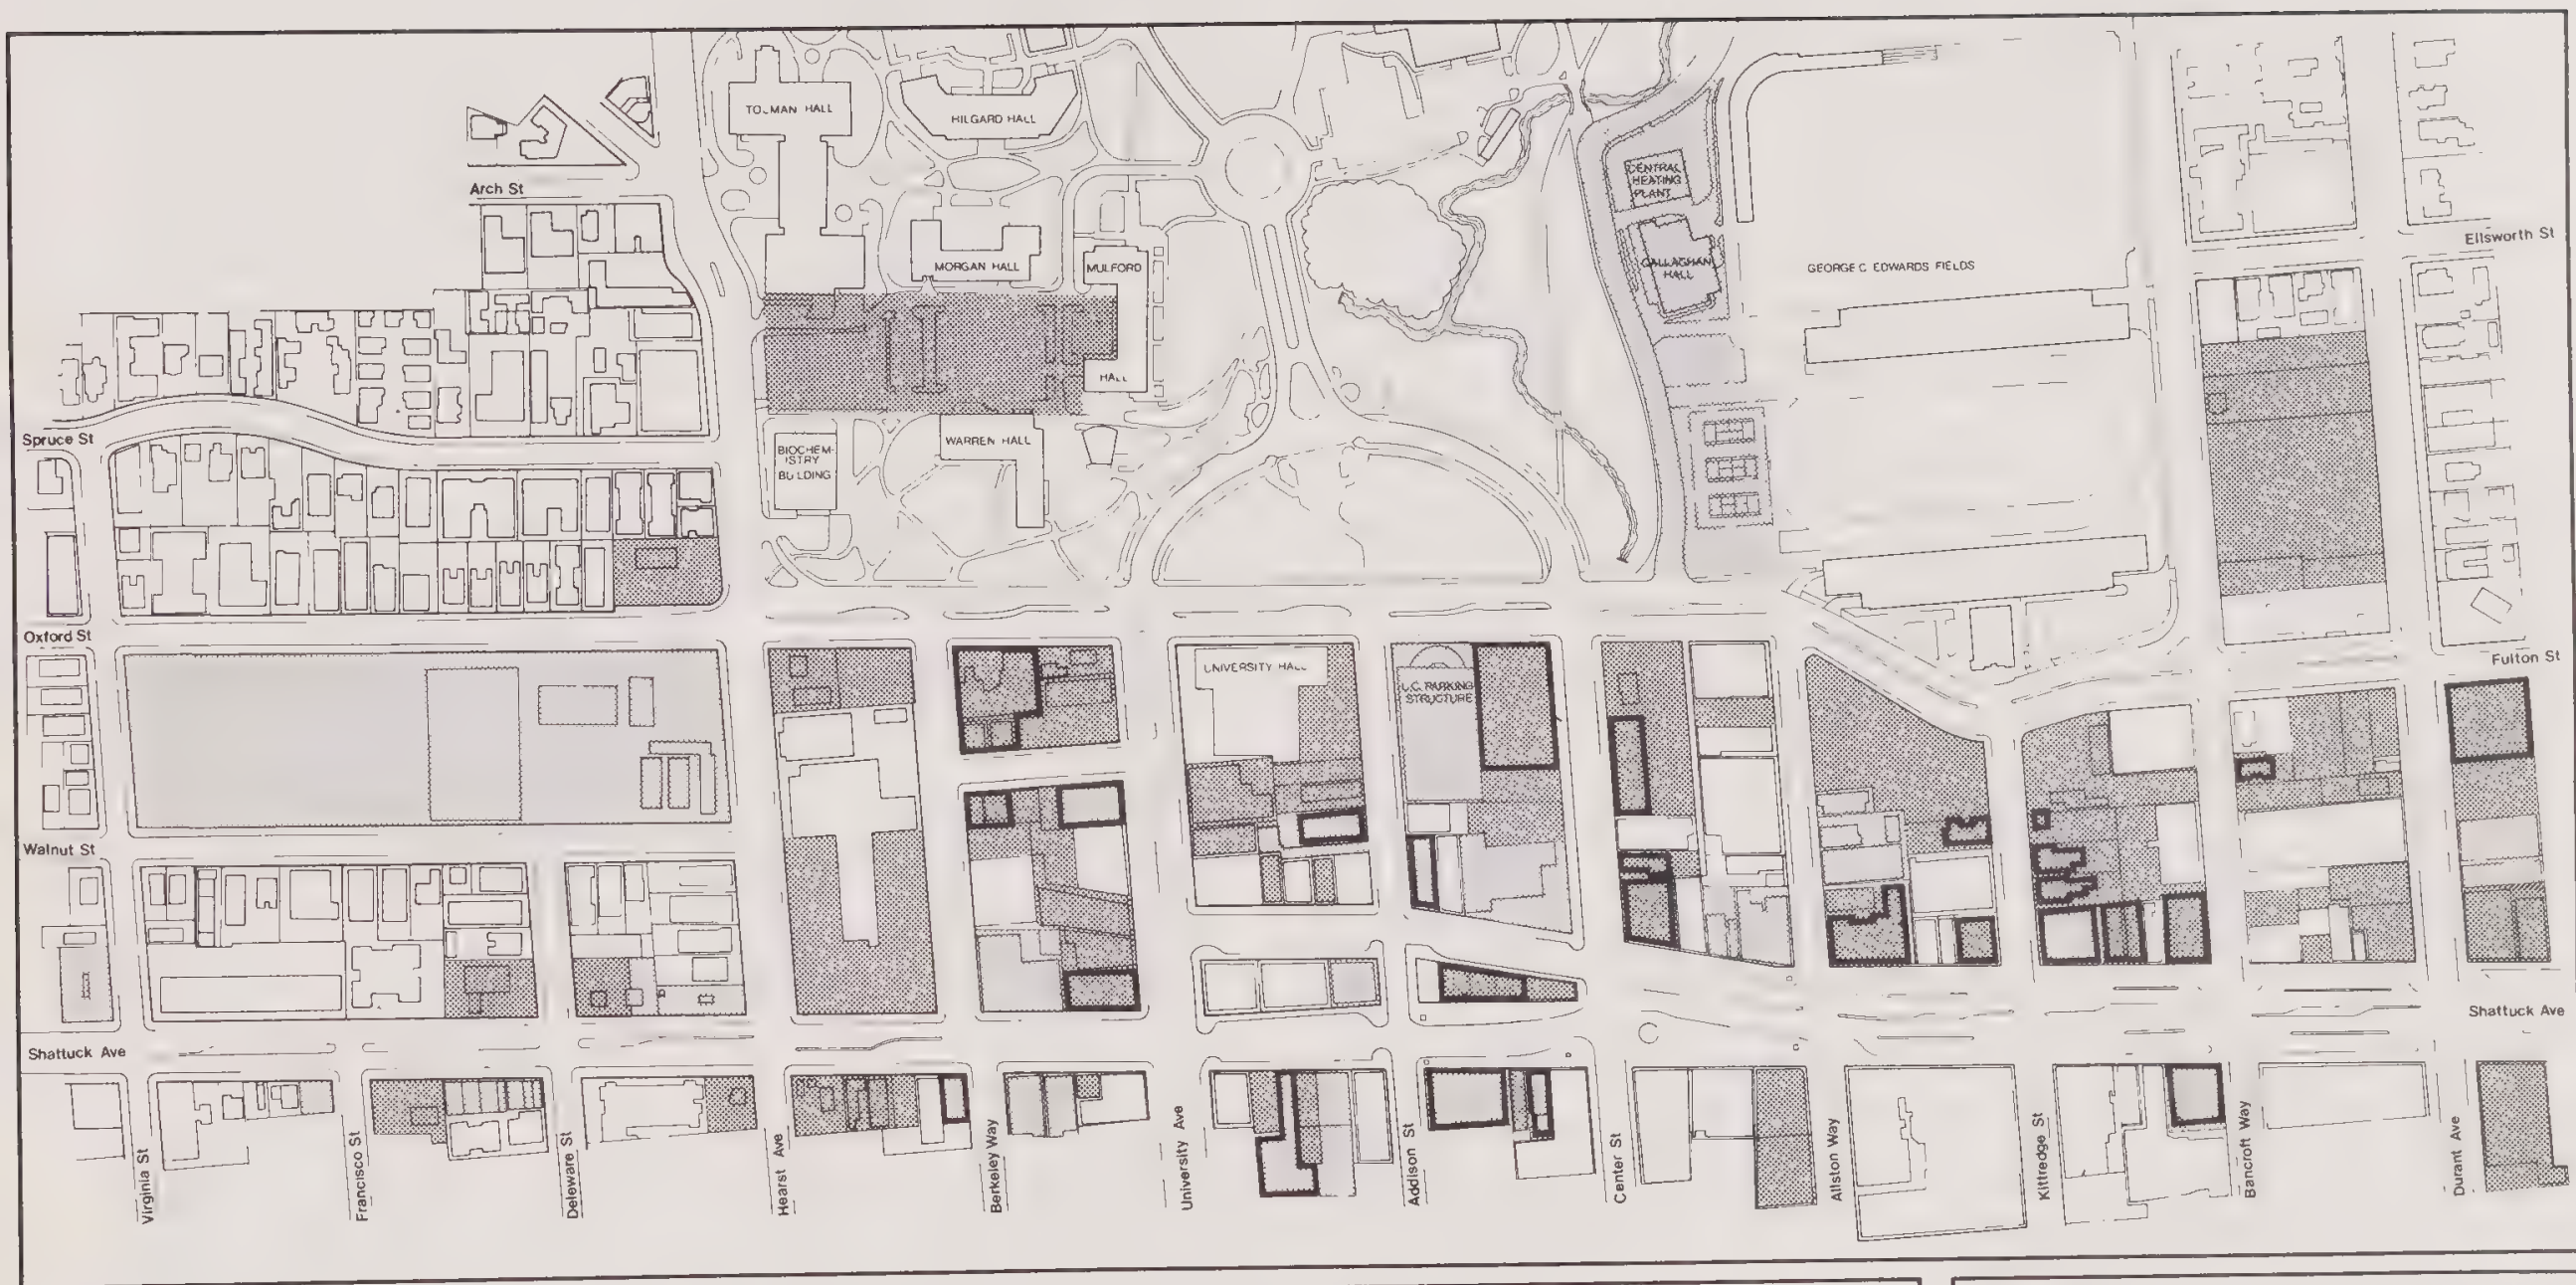 TOLMAN HALL
HILGARD HALL
CENTRAL
HEATING
PLANT
Arch St
MORGAN HALL
MULFORD
HALL
CALLAGHAN
HALL
GEORGE C EDWARDS FIELDS
Ellsworth St
Spruce St
BIOCHEM-
ISTRY
BUILDING
WARREN HALL
Oxford St
UNIVERSITY HALL
U.C. PARKING
STRUCTURE
Fulton St
Walnut St
Shattuck Ave
Shattuck Ave
Virginia St
Francisco St
Deleware St
Hearst Ave
Berkeley Way
University Ave
Addison St
Center St
Allston Way
Kittredge St
Bancroft Way
Durant Ave